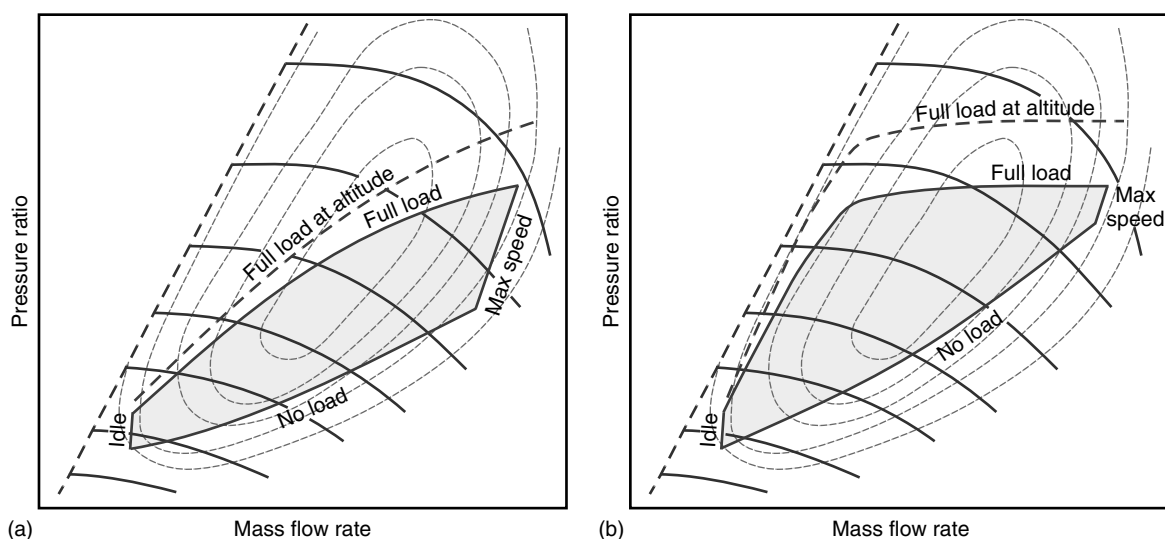 Pressure ratio
Full load at altitude
Full load
Max speed
No load
Idle
(a)
Mass flow rate
Pressure ratio
Full load at altitude
Full load
Max
speed
No load
Idle
(b)
Mass flow rate